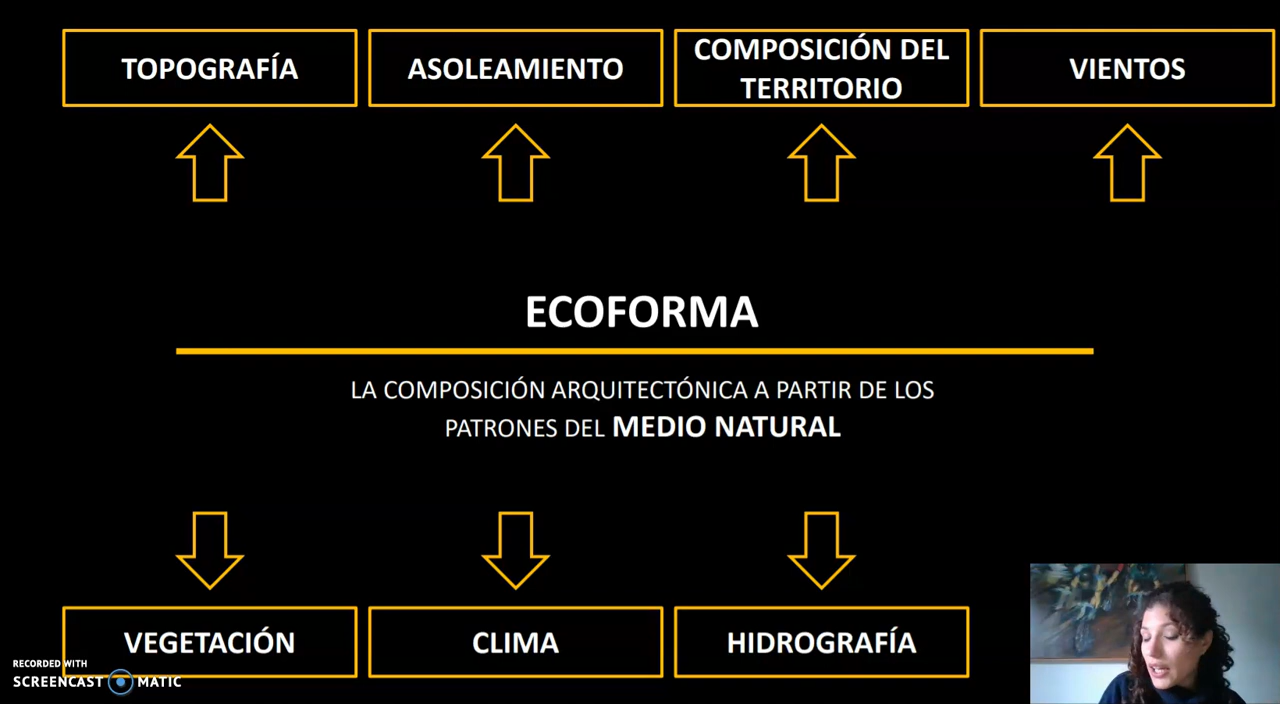 TOPOGRAFÍA
ASOLEAMIENTO
COMPOSICIÓN DEL
TERRITORIO
VIENTOS
ECOFORMA
LA COMPOSICIÓN ARQUITECTÓNICA A PARTIR DE LOS
PATRONES DEL MEDIO NATURAL
VEGETACIÓN
CLIMA
HIDROGRAFÍA
RECORDED WITH
SCREENCAST MATIC